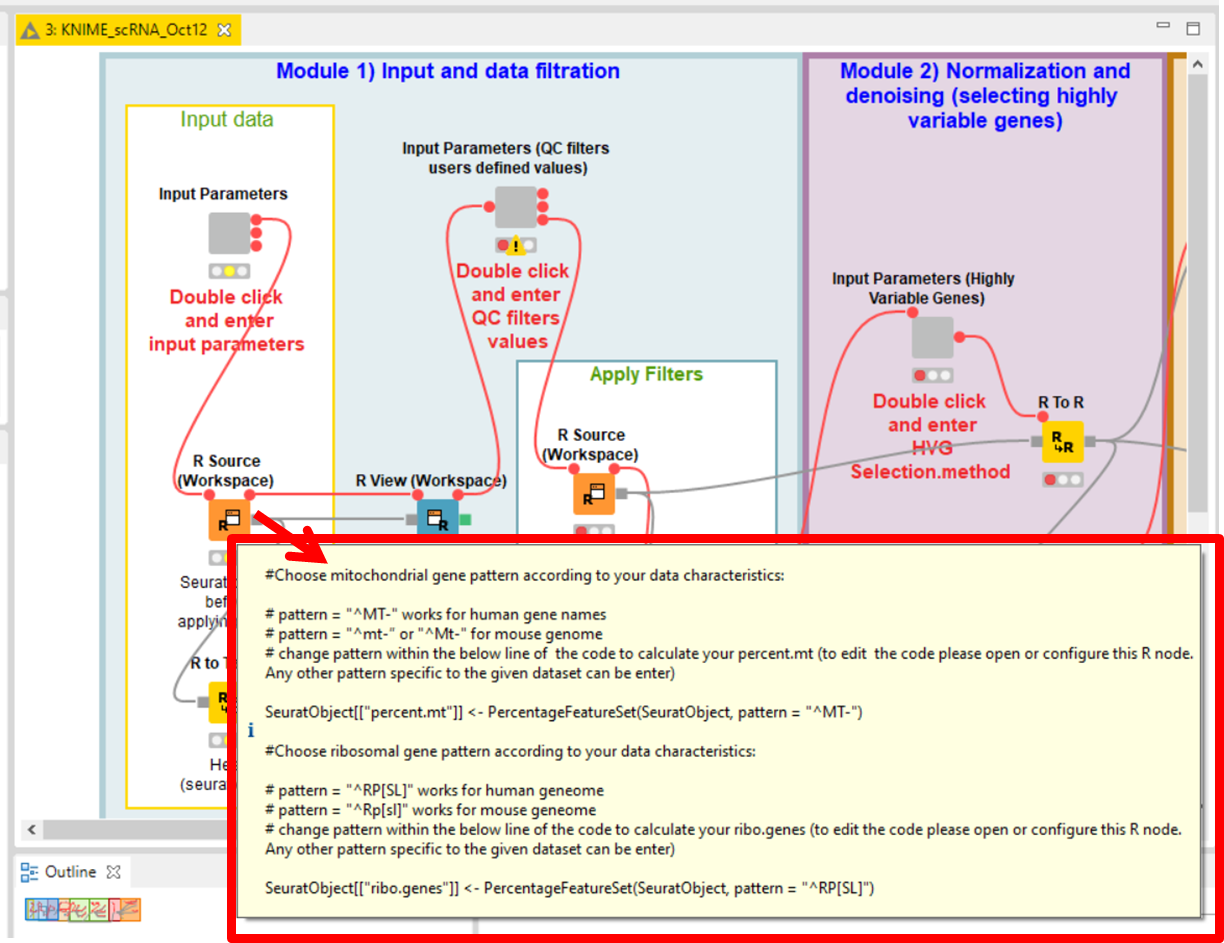 3: KNIME_scRNA_Oct12
Module 1) Input and data filtration
Input data
Input Parameters
Double click
and enter
input parameters
Input Parameters (QC filters
users defined values)
Double click
and enter
QC filters
values
Apply Filters
R Source
(Workspace)
R Source
(Workspace)
R View (Workspace)
Seurat
bef
applyin
R to T
He
(seura
Module 2) Normalization and
denoising (selecting highly
variable genes)
Input Parameters (Highly
Variable Genes)
Double click
and enter
HVG
Selection.method
R To R
#Choose mitochondrial gene pattern according to your data characteristics:
# pattern = "^MT-" works for human gene names
# pattern = "^mt-" or "^Mt-" for mouse genome
# change pattern within the below line of  the code to calculate your percent.mt (to edit  the code please open or configure this R node.
Any other pattern specific to the given dataset can be enter)
SeuratObject[["percent.mt"]] <- PercentageFeatureSet(SeuratObject, pattern = "^MT-")
#Choose ribosomal gene pattern according to your data characteristics:
# pattern = "^RP[SL]" works for human geneome
# pattern = "^Rp[sl]" works for mouse geneome
# change pattern within the below line of the code to calculate your ribo.genes (to edit the code please open or configure this R node.
Any other pattern specific to the given dataset can be enter)
SeuratObject[["ribo.genes"]] <- PercentageFeatureSet(SeuratObject, pattern = "^RP[SL]")
Outline